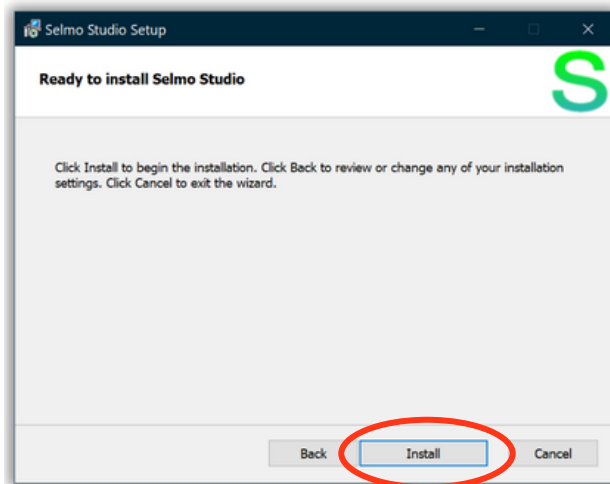 Selmo Studio Setup
Ready to install Selmo Studio
S
Click Install to begin the installation. Click Back to review or change any of your installation
settings. Click Cancel to exit the wizard.
Back Install Cancel